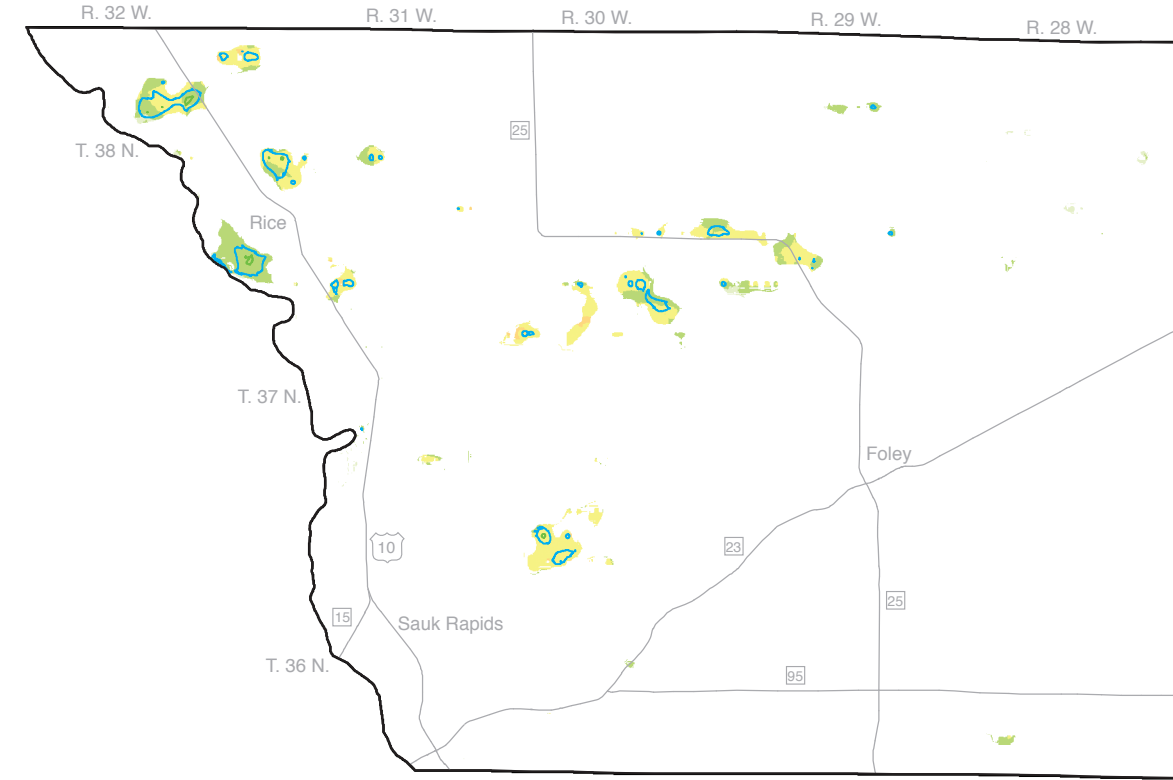 R. 32 W.
R. 31 W.
R. 30 W.
R. 29 W.
R. 28 W.
25
T. 38 N.
Rice
T. 37 N.
Foley
10
23
25
15
Sauk Rapids
T. 36 N.
95